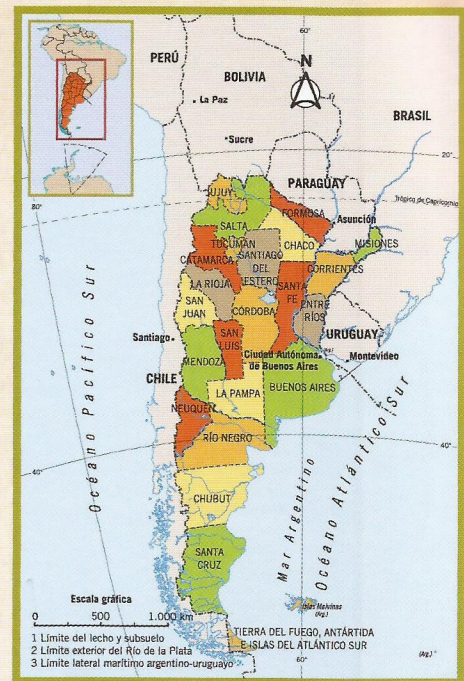 60°
N
PERÚ
BOLIVIA
La Paz
BRASIL
Sucre
20°
PARAGUAY
Trópico de Capricornio
80°
JUJUY
FORMOSA
Asunción
SALTA
TUCUMÁN
CHACO
MISIONES
CATAMARCA
SANTIAGO
DEL
ESTERO
CORRIENTES
LA RIOJA
SANTA
FE
SAN
JUAN
CÓRDOBA
ENTRE
RÍOS
Santiago
SAN
LUIS
URUGUAY
Ciudad Autónoma
de Buenos Aires
Montevideo
MENDOZA
CHILE
BUENOS AIRES
LA PAMPA
NEUQUÉN
RÍO NEGRO
40°
40°
Océano Pacífico Sur
Mar Argentino
Océano Atlántico Sur
CHUBUT
SANTA
CRUZ
Escala gráfica
0 500 1.000 km
Islas Malvinas
(Arg.)
1 Límite del lecho y subsuelo
2 Límite exterior del Río de la Plata
3 Límite lateral marítimo argentino-uruguayo
TIERRA DEL FUEGO, ANTÁRTIDA
E ISLAS DEL ATLÁNTICO SUR
60°
(Arg.)